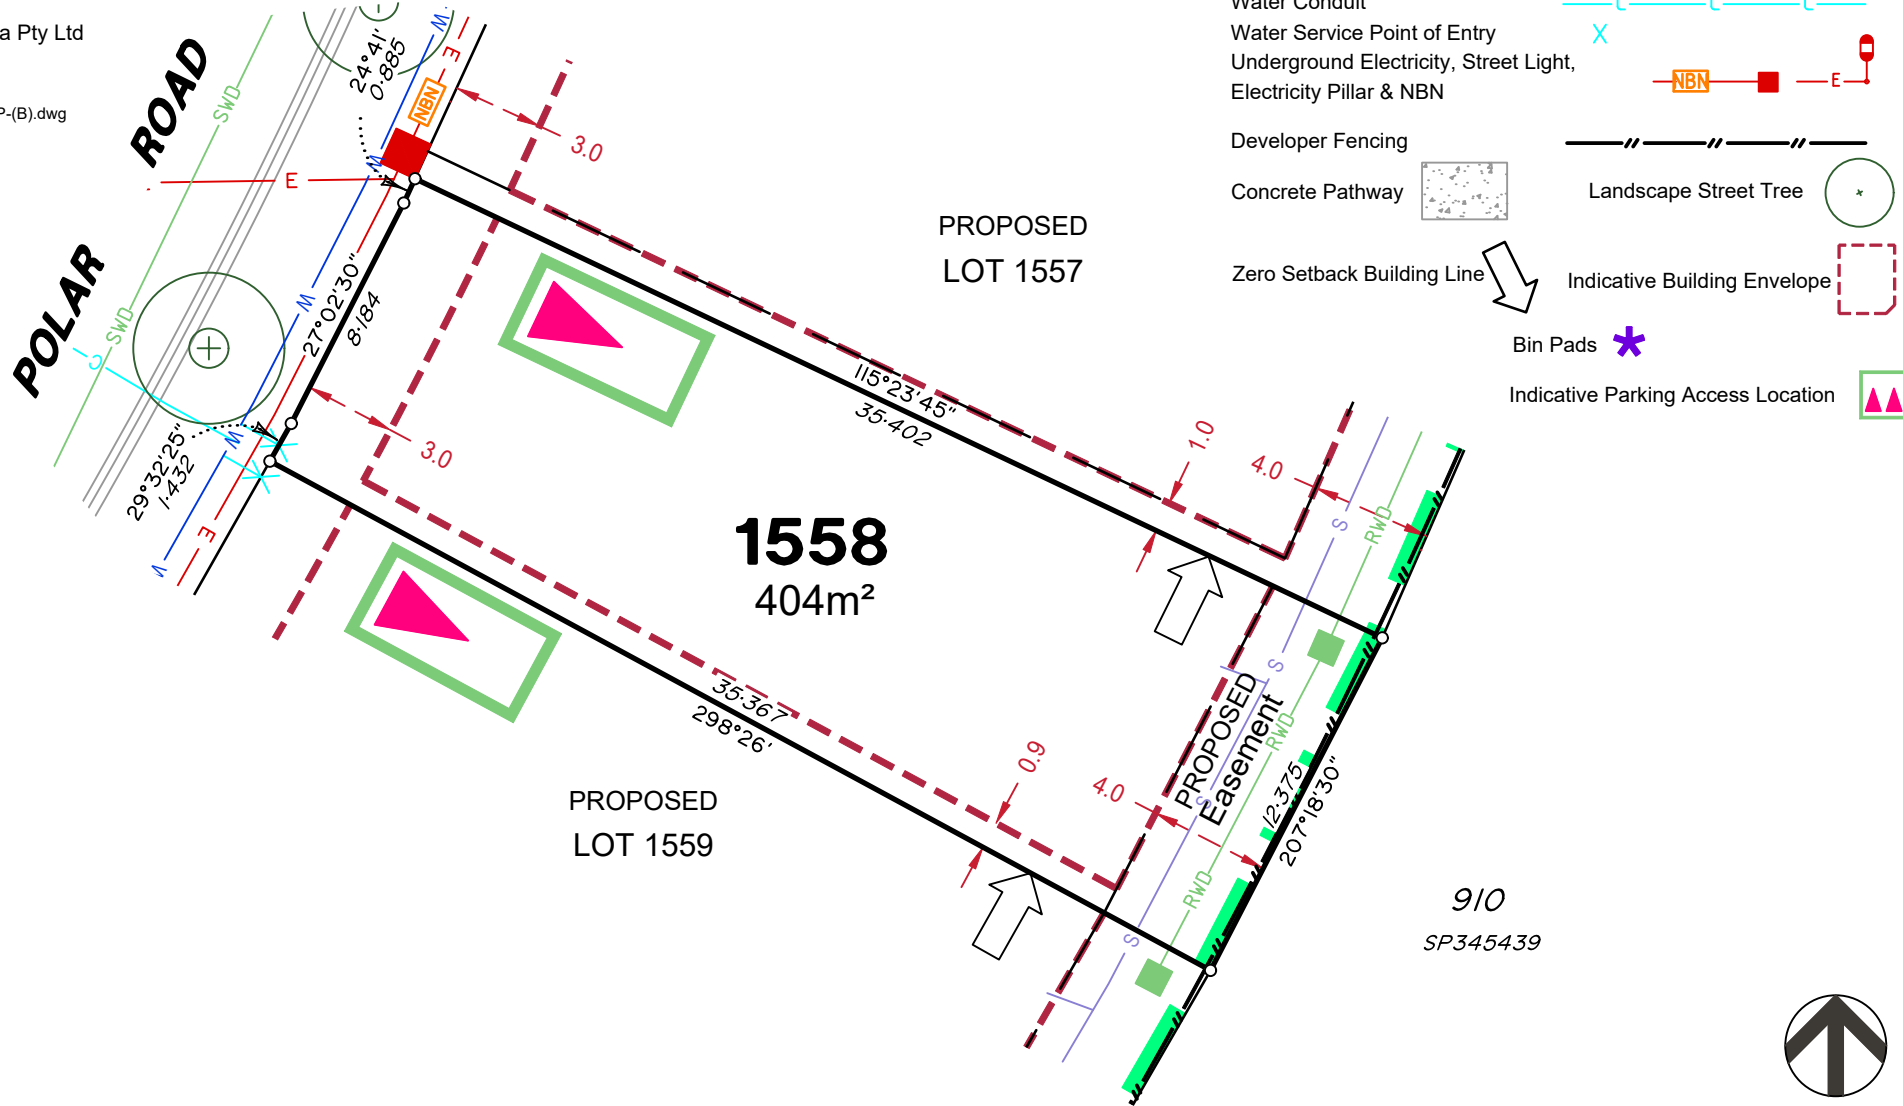 a Pty Ltd
P-(B).dwg
POLAR ROAD
SWD
SWD
24°41'
0·885
W
E
NBN
3.0
W
E
W
27°02'30"
8·184
C
29°32'25"
1·432
W
3.0
E
W
PROPOSED
LOT 1557
115°23'45"
35·402
1.0
4.0
S
RWD
1558
404m²
35·367
298°26'
0.9
4.0
PROPOSED
Easement
S
S
RWD
12·375
207°18'30"
RWD
S
PROPOSED
LOT 1559
910
SP345439
Water Conduit
C C C
Water Service Point of Entry
X
Underground Electricity, Street Light,
Electricity Pillar & NBN
NBN
E
Developer Fencing
Concrete Pathway
Landscape Street Tree
Zero Setback Building Line
Indicative Building Envelope
Bin Pads
Indicative Parking Access Location